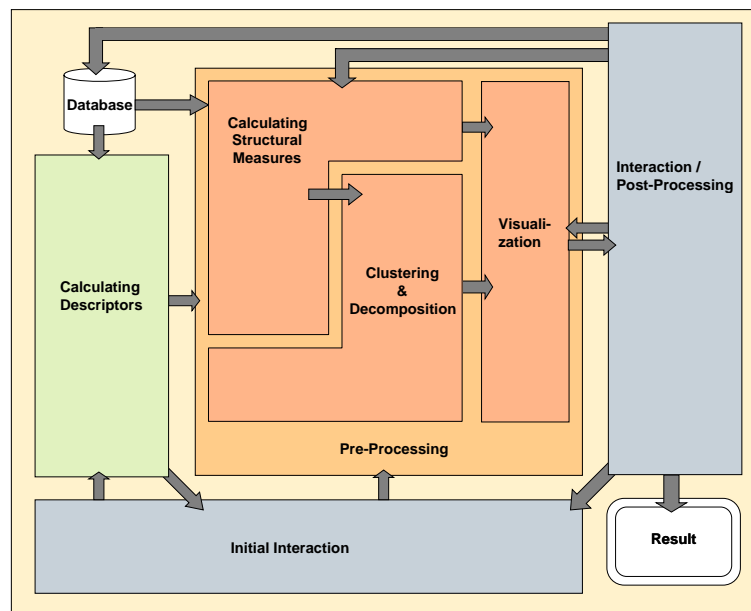 Database
Calculating
Structural
Measures
Interaction /
Post-Processing
Visuali-
zation
Calculating
Descriptors
Clustering
&
Decomposition
Pre-Processing
Initial Interaction
Result